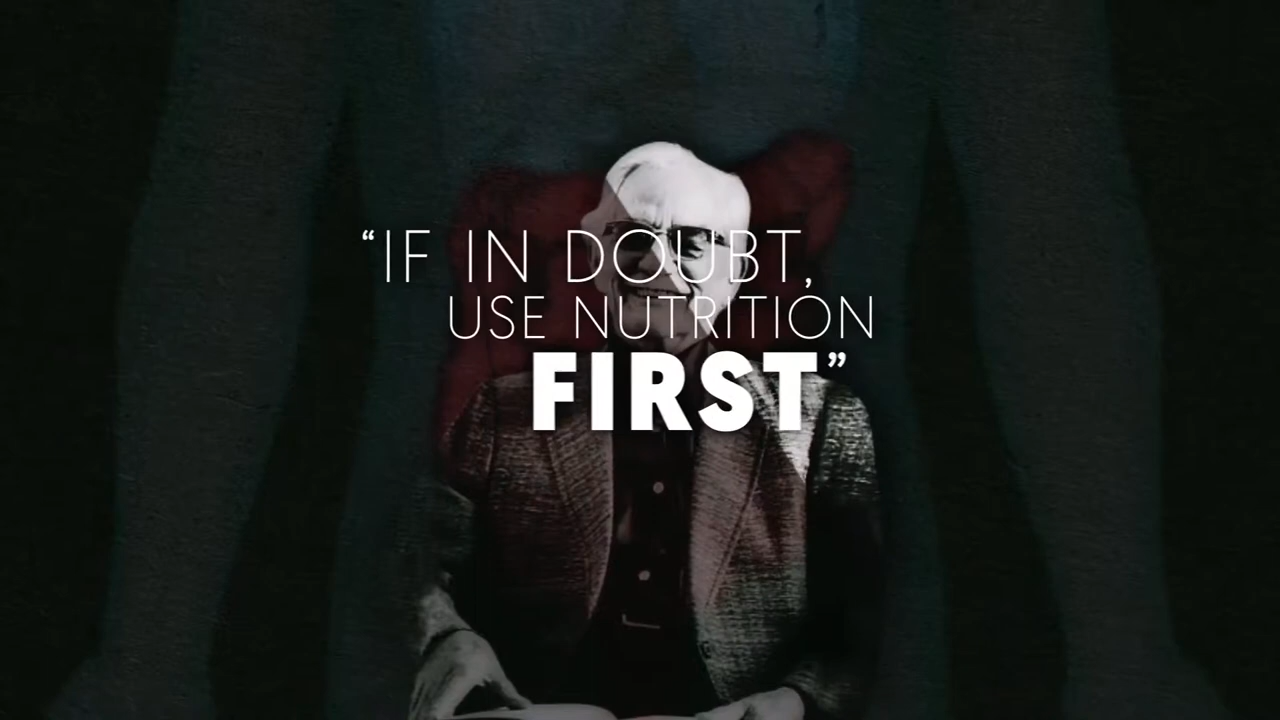 “IF IN DOUBT,
USE NUTRITION
FIRST”